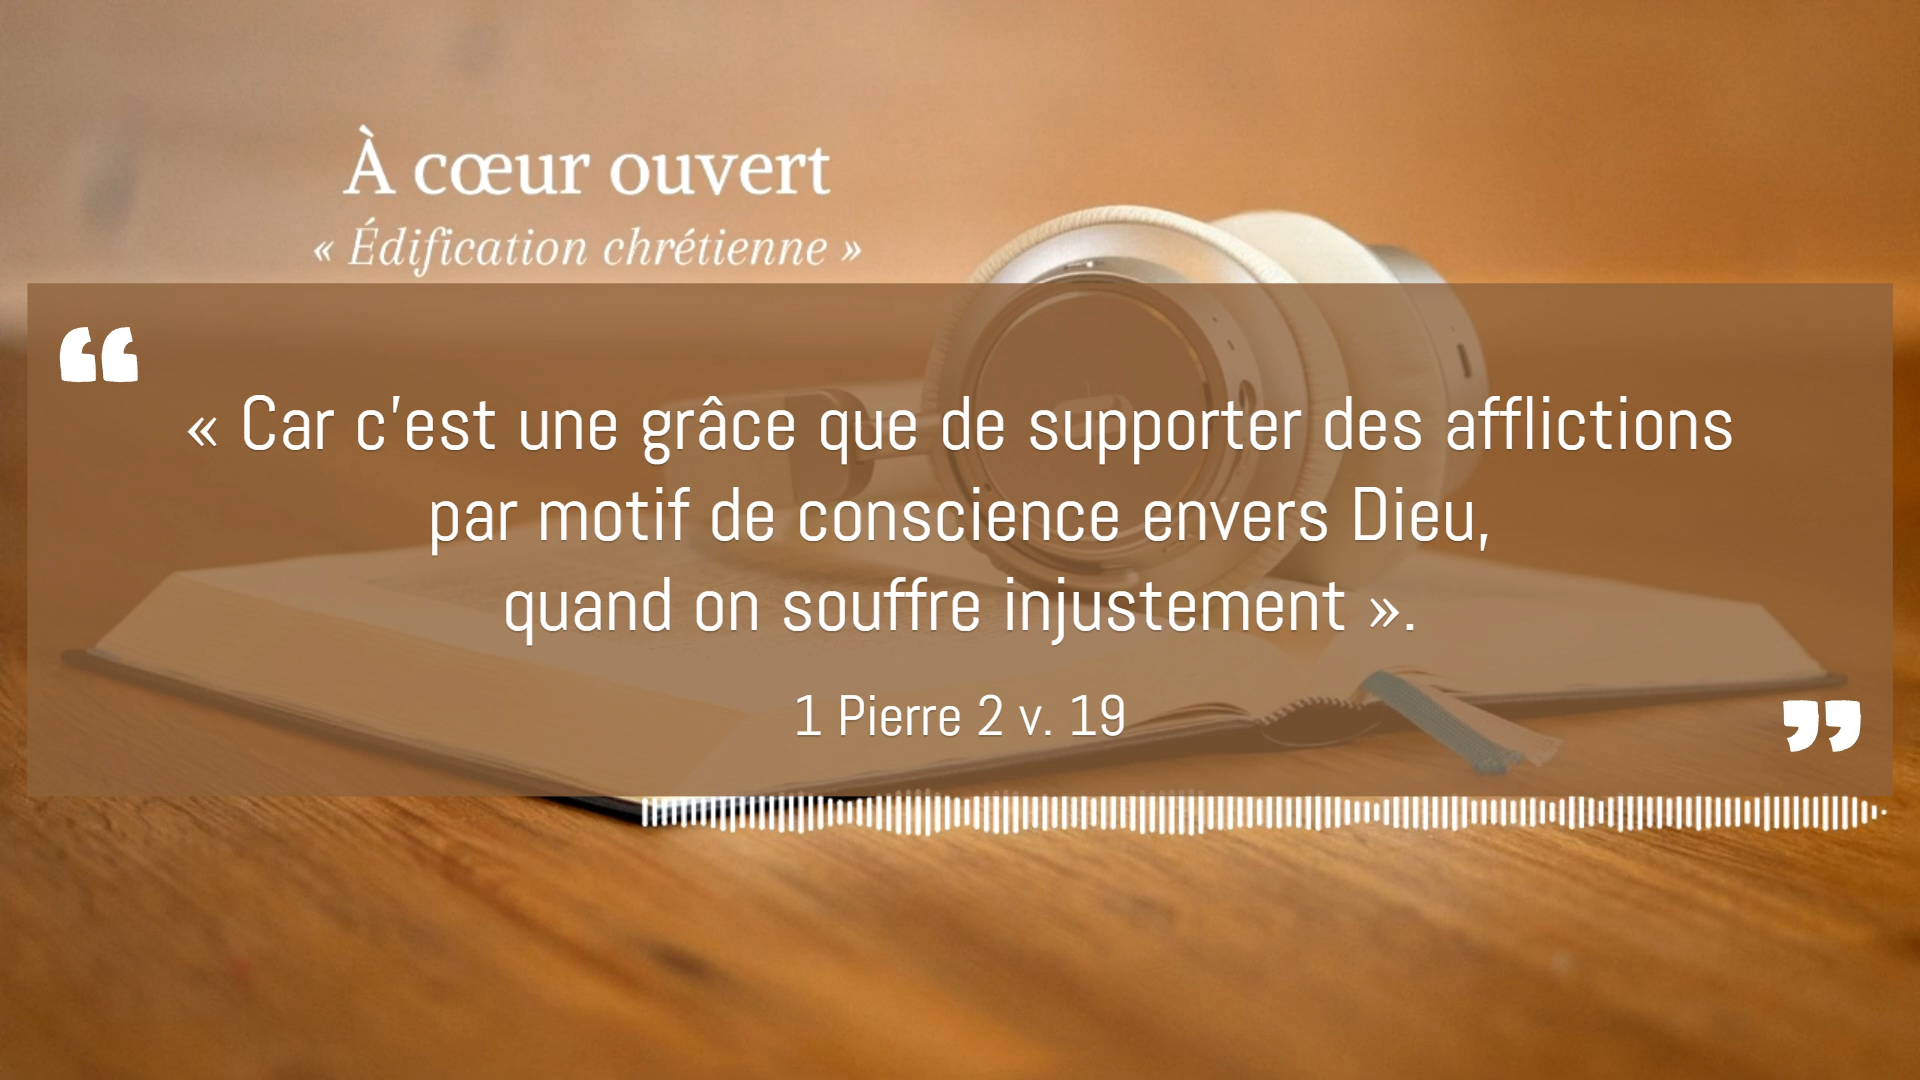 À cœur ouvert
« Édification chrétienne »
« Car c'est une grâce que de supporter des afflictions
par motif de conscience envers Dieu,
quand on souffre injustement ».
1 Pierre 2 v. 19